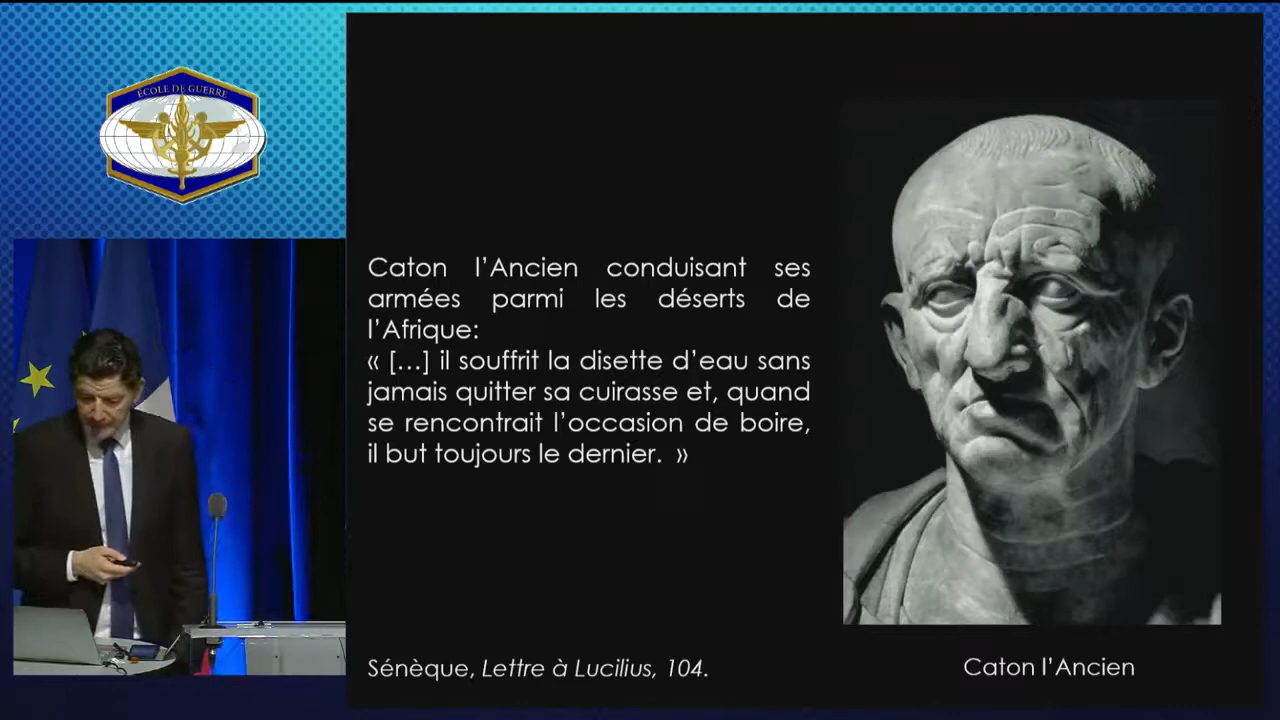 ÉCOLE DE GUERRE
Caton l'Ancien conduisant ses
armées parmi les déserts de
l'Afrique:
« [...] il souffrit la disette d'eau sans
jamais quitter sa cuirasse et, quand
se rencontrait l'occasion de boire,
il but toujours le dernier. »
Sénèque, Lettre à Lucilius, 104.
Caton l'Ancien